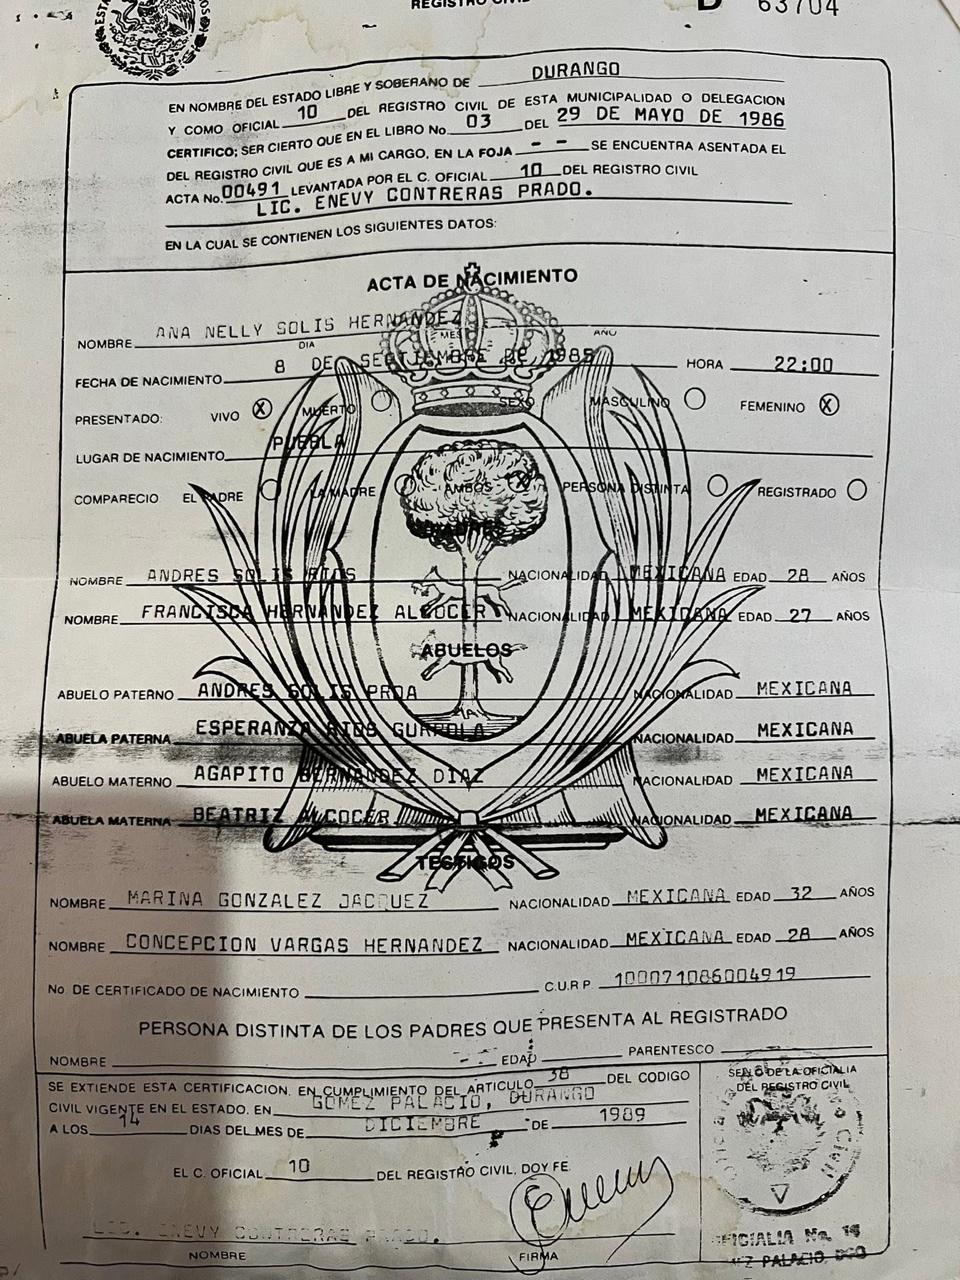 REGISTRO CIVIL
D 63704
EN NOMBRE DEL ESTADO LIBRE Y SOBERANO DE DURANGO
Y COMO OFICIAL 10 DEL REGISTRO CIVIL DE ESTA MUNICIPALIDAD O DELEGACION
CERTIFICO; SER CIERTO QUE EN EL LIBRO No. 03 DEL 29 DE MAYO DE 1986
DEL REGISTRO CIVIL QUE ES A MI CARGO, EN LA FOJA - - SE ENCUENTRA ASENTADA EL
ACTA No. 00491 LEVANTADA POR EL C. OFICIAL 10 DEL REGISTRO CIVIL
LIC. ENEVY CONTRERAS PRADO.
EN LA CUAL SE CONTIENEN LOS SIGUIENTES DATOS:
ACTA DE NACIMIENTO
NOMBRE ANA NELLY SOLIS HERNANDEZ
DIA MES AÑO
FECHA DE NACIMIENTO 8 DE SEPTIEMBRE DE 1985 HORA 22:00
PRESENTADO: VIVO X MUERTO SEXO MASCULINO FEMENINO X
LUGAR DE NACIMIENTO PUEBLA
COMPARECIO EL PADRE LA MADRE AMBOS X PERSONA DISTINTA REGISTRADO
PADRES
NOMBRE ANDRES SOLIS RIOS NACIONALIDAD MEXICANA EDAD 28 AÑOS
NOMBRE FRANCISCA HERNANDEZ ALCOCER NACIONALIDAD MEXICANA EDAD 27 AÑOS
ABUELOS
ABUELO PATERNO ANDRES SOLIS PROA NACIONALIDAD MEXICANA
ABUELA PATERNA ESPERANZA RIOS NACIONALIDAD MEXICANA
ABUELO MATERNO AGAPITO HERNANDEZ DIAZ NACIONALIDAD MEXICANA
ABUELA MATERNA BEATRIZ ALCOCER NACIONALIDAD MEXICANA
TESTIGOS
NOMBRE MARINA GONZALEZ JACQUEZ NACIONALIDAD MEXICANA EDAD 32 AÑOS
NOMBRE CONCEPCION VARGAS HERNANDEZ NACIONALIDAD MEXICANA EDAD 28 AÑOS
No. DE CERTIFICADO DE NACIMIENTO C.U.R.P. 100071086004919
PERSONA DISTINTA DE LOS PADRES QUE PRESENTA AL REGISTRADO
NOMBRE - - EDAD PARENTESCO
SE EXTIENDE ESTA CERTIFICACION, EN CUMPLIMIENTO DEL ARTICULO 38 DEL CODIGO
CIVIL VIGENTE EN EL ESTADO, EN GOMEZ PALACIO, DURANGO
A LOS 14 DIAS DEL MES DE DICIEMBRE DE 1989
EL C. OFICIAL 10 DEL REGISTRO CIVIL, DOY FE
LIC. ENEVY CONTRERAS PRADO.
NOMBRE FIRMA
SELLO DE LA OFICIALIA
DEL REGISTRO CIVIL
OFICIALIA No.
PALACIO, DGO